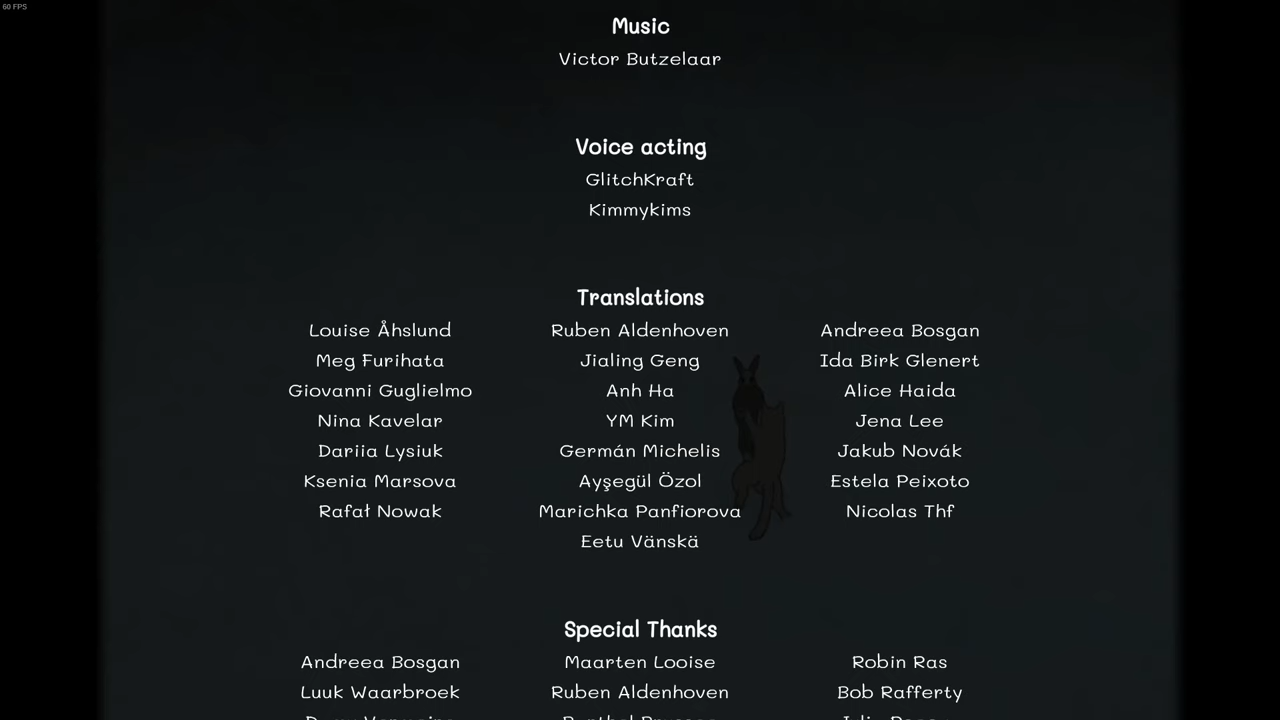 60 FPS
Music
Victor Butzelaar
Voice acting
GlitchKraft
Kimmykims
Translations
Louise Åhslund Ruben Aldenhoven Andreea Bosgan
Meg Furihata Jialing Geng Ida Birk Glenert
Giovanni Guglielmo Anh Ha Alice Haida
Nina Kavelar YM Kim Jena Lee
Dariia Lysiuk Germán Michelis Jakub Novák
Ksenia Marsova Ayşegül Özol Estela Peixoto
Rafał Nowak Marichka Panfiorova Nicolas Thf
Eetu Vänskä
Special Thanks
Andreea Bosgan Maarten Looise Robin Ras
Luuk Waarbroek Ruben Aldenhoven Bob Rafferty